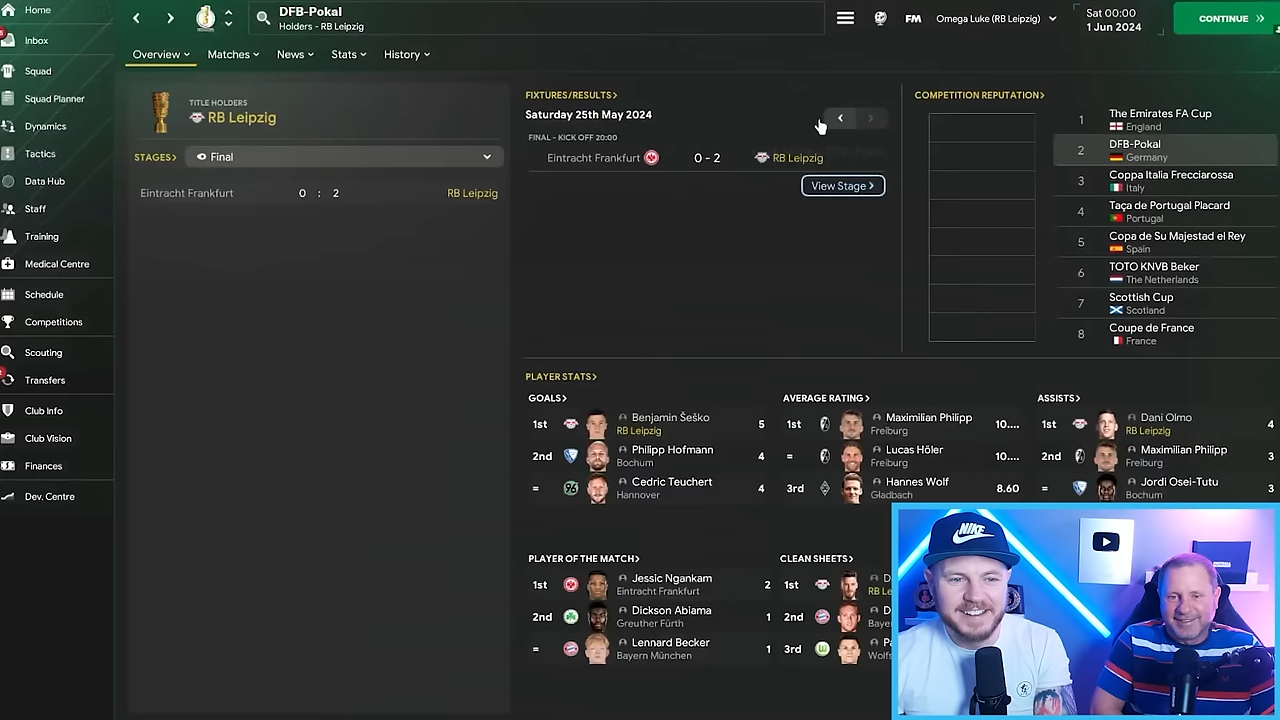 Home
Inbox
Squad
Squad Planner
Dynamics
Tactics
Data Hub
Staff
Training
Medical Centre
Schedule
Competitions
Scouting
Transfers
Club Info
Club Vision
Finances
Dev. Centre
DFB-Pokal
Holders - RB Leipzig
FM
Omega Luke (RB Leipzig)
Sat 00:00
1 Jun 2024
CONTINUE
Overview
Matches
News
Stats
History
TITLE HOLDERS
RB Leipzig
STAGES>
Final
Eintracht Frankfurt 0 : 2 RB Leipzig
FIXTURES/RESULTS>
Saturday 25th May 2024
FINAL - KICK OFF 20:00
Eintracht Frankfurt 0 - 2 RB Leipzig
View Stage >
COMPETITION REPUTATION>
1 The Emirates FA Cup
England
2 DFB-Pokal
Germany
3 Coppa Italia Frecciarossa
Italy
4 Taça de Portugal Placard
Portugal
5 Copa de Su Majestad el Rey
Spain
6 TOTO KNVB Beker
The Netherlands
7 Scottish Cup
Scotland
8 Coupe de France
France
PLAYER STATS>
GOALS>
1st Benjamin Šeško 5
RB Leipzig
2nd Philipp Hofmann 4
Bochum
= Cedric Teuchert 4
Hannover
AVERAGE RATING>
1st Maximilian Philipp 10....
Freiburg
= Lucas Höler 10....
Freiburg
3rd Hannes Wolf 8.60
Gladbach
ASSISTS>
1st Dani Olmo 4
RB Leipzig
2nd Maximilian Philipp 3
Freiburg
= Jordi Osei-Tutu 3
Bochum
PLAYER OF THE MATCH>
1st Jessic Ngankam 2
Eintracht Frankfurt
2nd Dickson Abiama 1
Greuther Fürth
= Lennard Becker 1
Bayern München
CLEAN SHEETS>
1st D
RB Le
2nd D
Baye
3rd Pa
Wolfs
NIKE